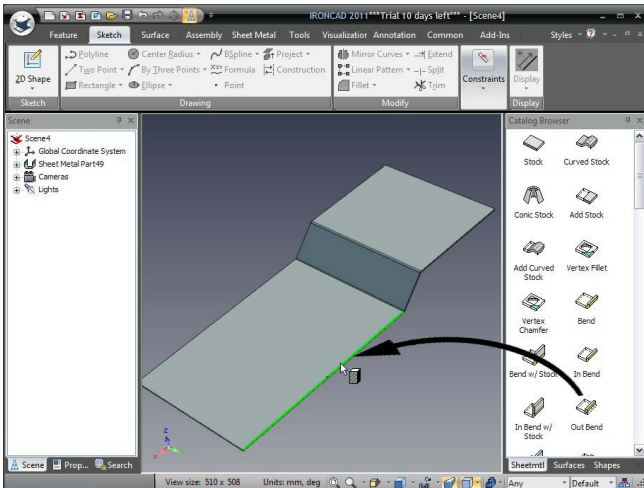 IRONCAD 2011***Trial 10 days left*** - [Scene4]
Feature Sketch Surface Assembly Sheet Metal Tools Visualization Annotation Common Add-Ins Styles
2D Shape
Sketch
Polyline Center Radius BSpline Project
Two Point By Three Points Formula Construction
Rectangle Ellipse Point
Drawing
Mirror Curves Extend
Linear Pattern Split
Fillet Trim
Modify
Constraints
Display
Display
Scene
Scene4
Global Coordinate System
Sheet Metal Part49
Cameras
Lights
Z
X
Catalog Browser
Stock Curved Stock
Conic Stock Add Stock
Add Curved Stock Vertex Fillet
Vertex Chamfer Bend
Bend w/ Stock In Bend
In Bend w/ Stock Out Bend
Scene Prop... Search
Sheetmtl Surfaces Shapes
View size: 510 x 508 Units: mm, deg Any Default